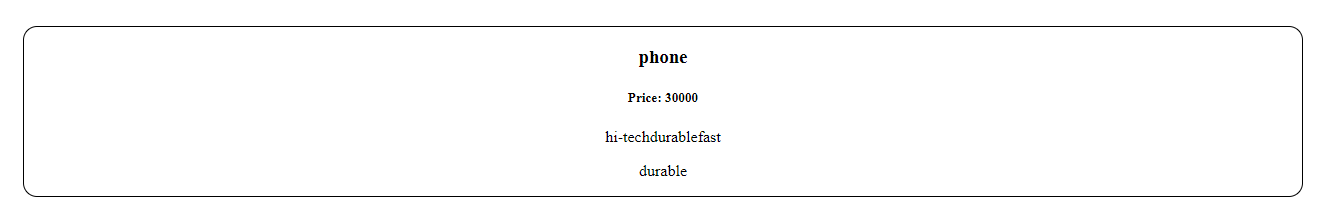 phone
Price: 30000
hi-techdurablefast
durable